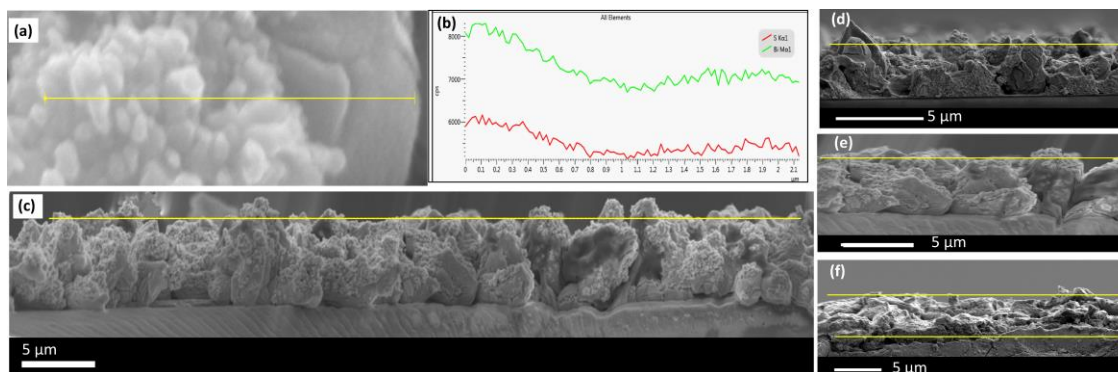 (a)
(b)
All Elements
S Kα1
Bi Mα1
8000
7000
6000
cps
0 0.1 0.2 0.3 0.4 0.5 0.6 0.7 0.8 0.9 1 1.1 1.2 1.3 1.4 1.5 1.6 1.7 1.8 1.9 2 2.1
µm
(c)
5 µm
(d)
5 µm
(e)
5 µm
(f)
5 µm